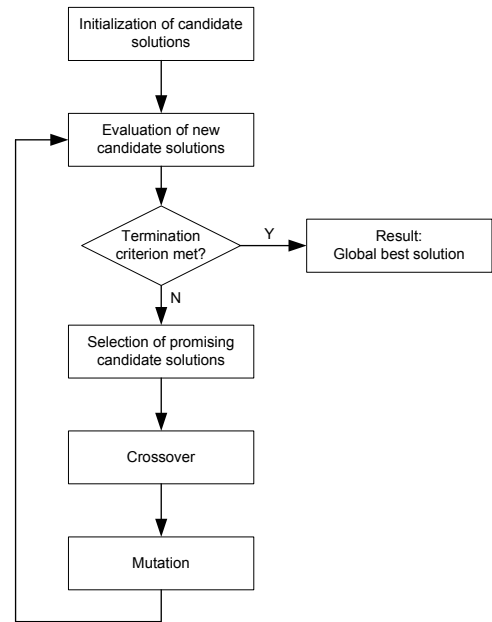 Initialization of candidate
solutions
Evaluation of new
candidate solutions
Termination
criterion met?
Y
Result:
Global best solution
N
Selection of promising
candidate solutions
Crossover
Mutation